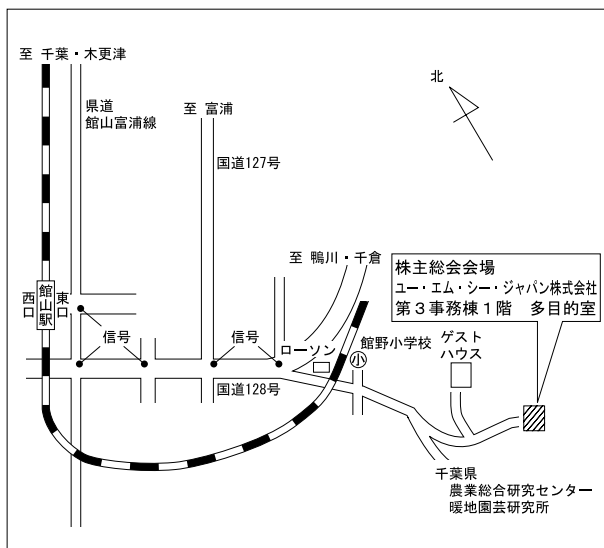 至 千葉・木更津
県道
館山富浦線
至 富浦
国道127号
北
至 鴨川・千倉
株主総会会場
ユー・エム・シー・ジャパン株式会社
第３事務棟１階　多目的室
西口
館山駅
東口
信号
信号
ローソン
館野小学校
小
ゲスト
ハウス
国道128号
千葉県
農業総合研究センター
暖地園芸研究所